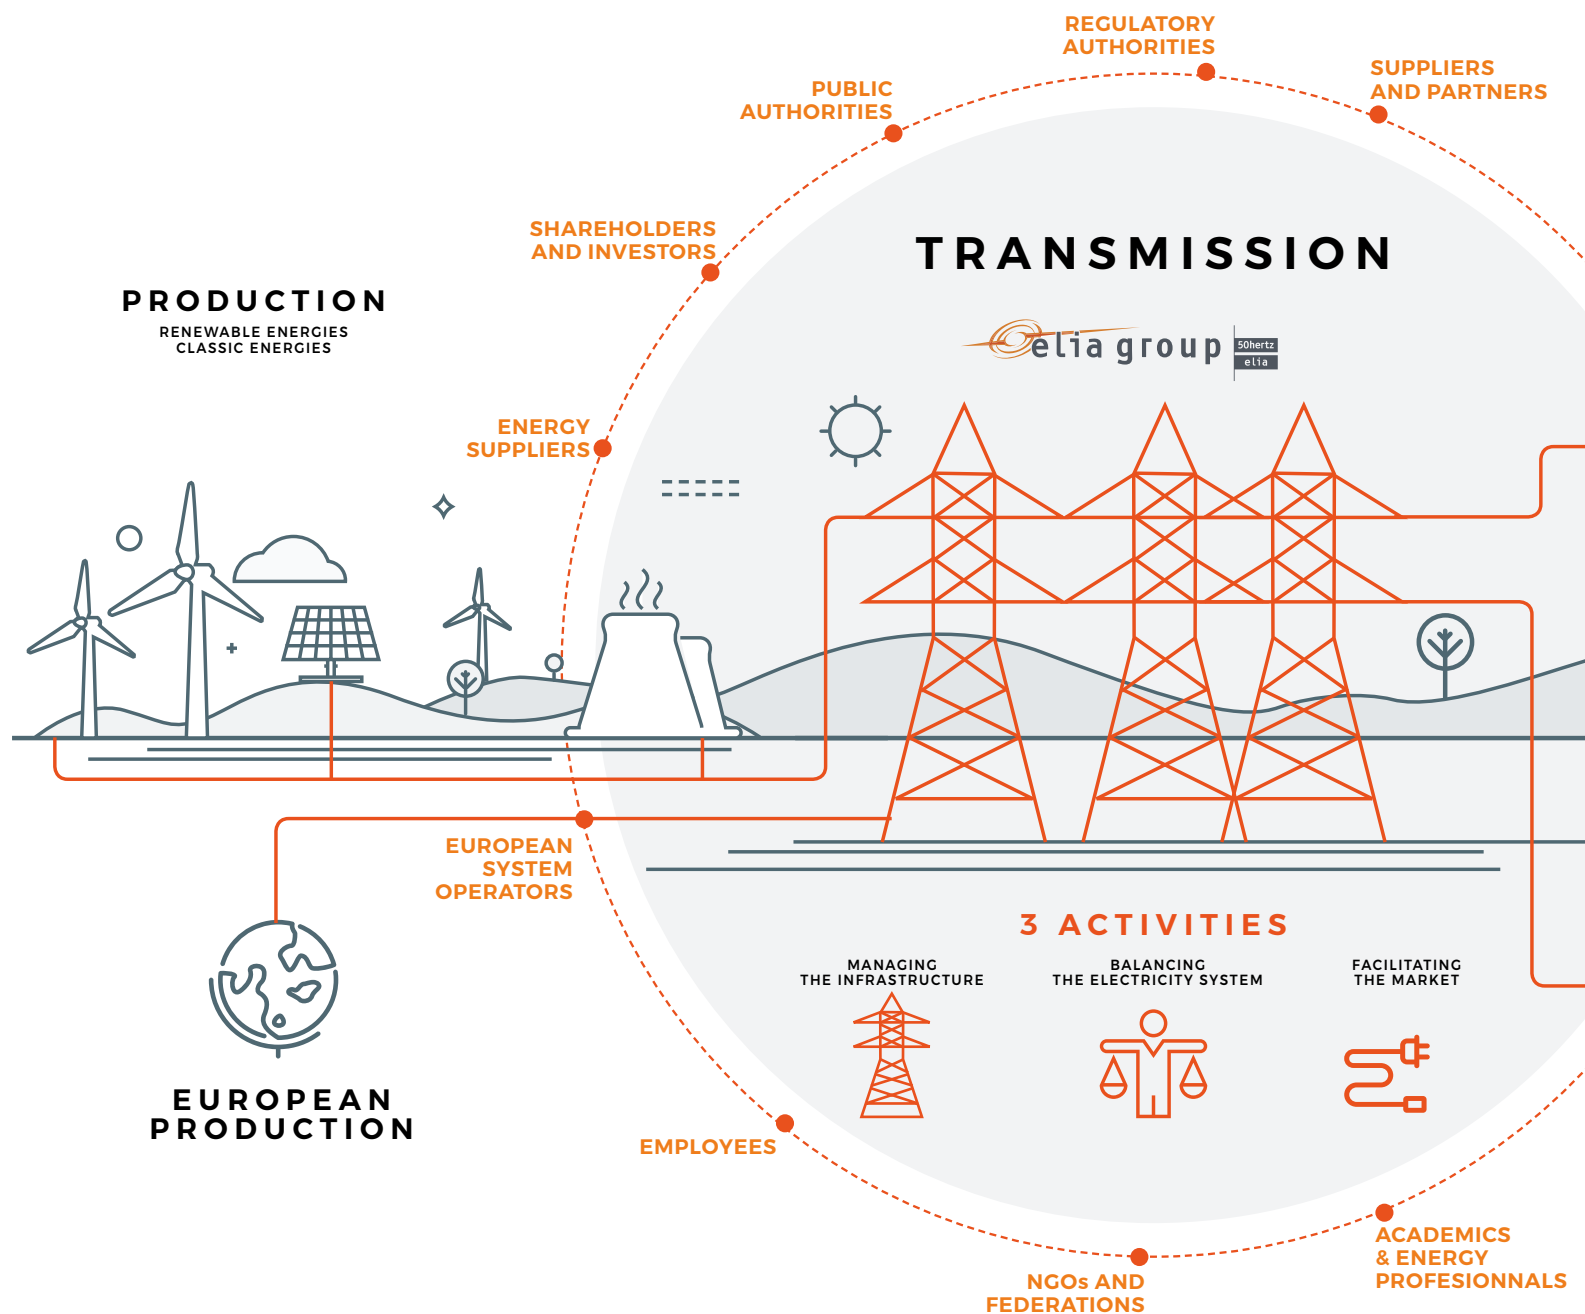 REGULATORY
AUTHORITIES
SUPPLIERS
AND PARTNERS
PUBLIC
AUTHORITIES
SHAREHOLDERS
AND INVESTORS
TRANSMISSION
PRODUCTION
RENEWABLE ENERGIES
CLASSIC ENERGIES
elia group
50hertz
elia
ENERGY
SUPPLIERS
EUROPEAN
SYSTEM
OPERATORS
3 ACTIVITIES
MANAGING
THE INFRASTRUCTURE
BALANCING
THE ELECTRICITY SYSTEM
FACILITATING
THE MARKET
EUROPEAN
PRODUCTION
EMPLOYEES
ACADEMICS
& ENERGY
PROFESIONNALS
NGOs AND
FEDERATIONS